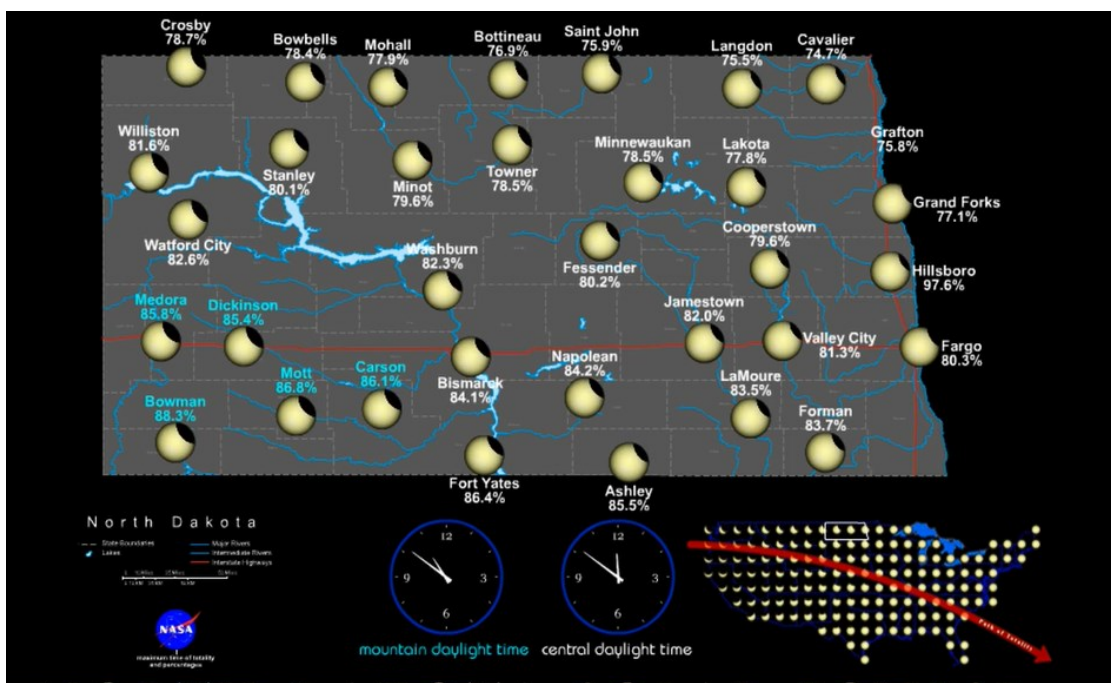 Crosby
78.7%
Bowbells
78.4%
Mohall
77.9%
Bottineau
76.9%
Saint John
75.9%
Langdon
75.5%
Cavalier
74.7%
Williston
81.6%
Stanley
80.1%
Minot
79.6%
Towner
78.5%
Minnewaukan
78.5%
Lakota
77.8%
Grafton
75.8%
Grand Forks
77.1%
Watford City
82.6%
Washburn
82.3%
Fessender
80.2%
Cooperstown
79.6%
Hillsboro
97.6%
Medora
85.8%
Dickinson
85.4%
Jamestown
82.0%
Valley City
81.3%
Fargo
80.3%
Bowman
88.3%
Mott
86.8%
Carson
86.1%
Bismarck
84.1%
Napolean
84.2%
LaMoure
83.5%
Forman
83.7%
Fort Yates
86.4%
Ashley
85.5%
North Dakota
State Boundaries
Lakes
Major Rivers
Intermediate Rivers
Interstate Highways
NASA
maximum time of totality
and percentages
12
3
6
9
mountain daylight time
12
3
6
9
central daylight time
Path of Totality